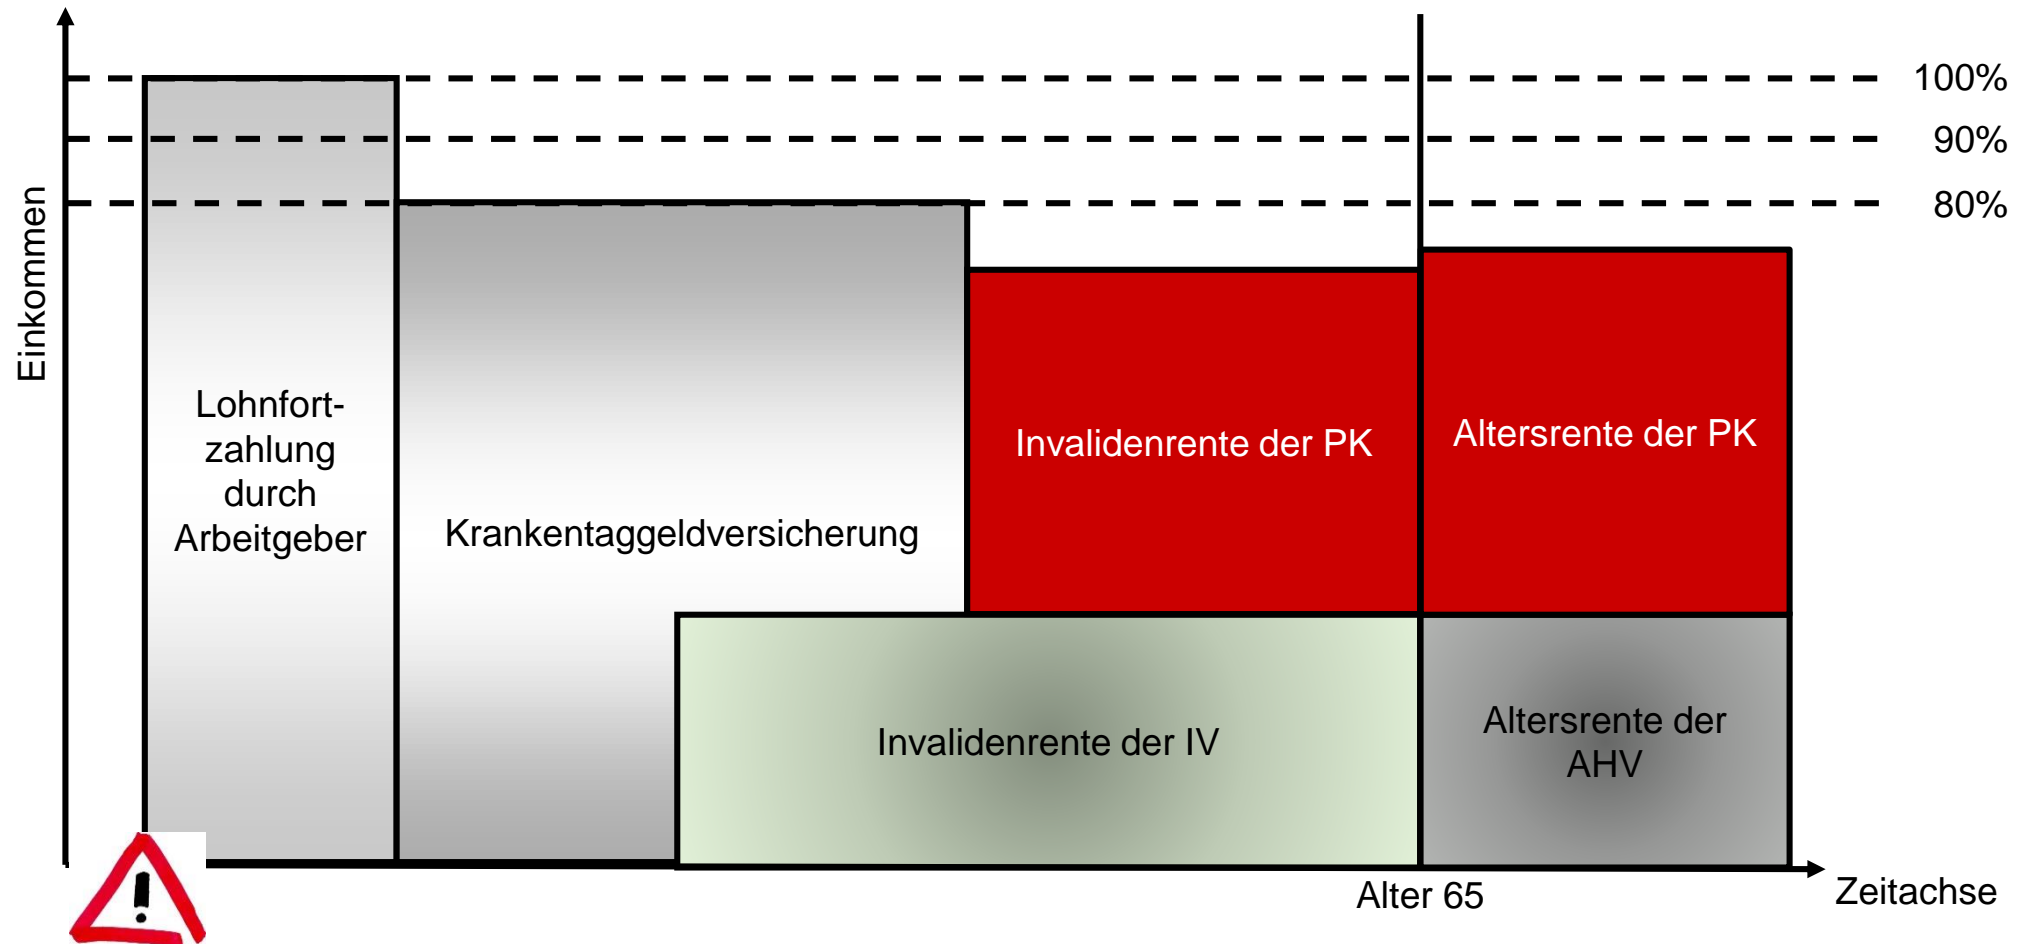 Einkommen
100%
90%
80%
Lohnfort-
zahlung
durch
Arbeitgeber
Krankentaggeldversicherung
Invalidenrente der PK
Altersrente der PK
Invalidenrente der IV
Altersrente der
AHV
Alter 65
Zeitachse